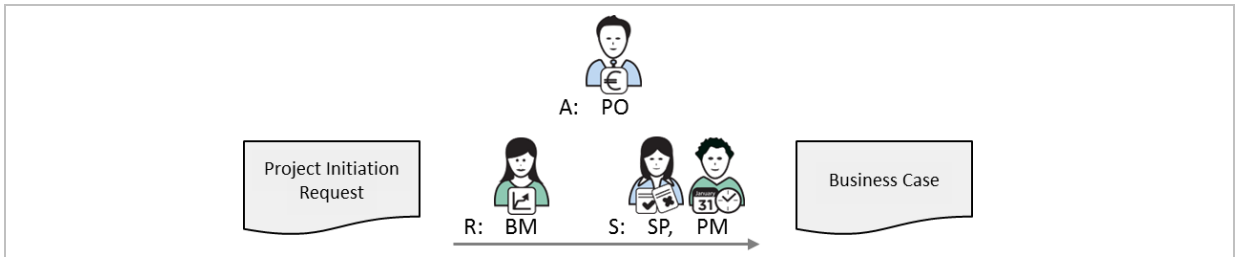 €
A: PO
Project Initiation
Request
Business Case
January
31
R: BM
S: SP, PM